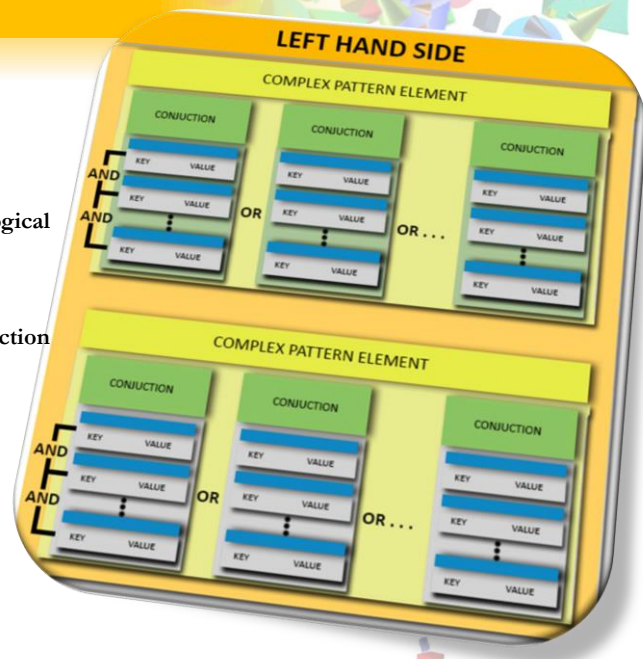 LEFT HAND SIDE
COMPLEX PATTERN ELEMENT
CONJUCTION
CONJUCTION
CONJUCTION
KEY VALUE
KEY VALUE
KEY VALUE
AND
KEY VALUE
KEY VALUE
KEY VALUE
AND
OR
OR . . .
KEY VALUE
KEY VALUE
KEY VALUE
ogical
ction
COMPLEX PATTERN ELEMENT
CONJUCTION
CONJUCTION
CONJUCTION
KEY VALUE
KEY VALUE
KEY VALUE
AND
KEY VALUE
KEY VALUE
KEY VALUE
AND
OR
OR . . .
KEY VALUE
KEY VALUE
KEY VALUE